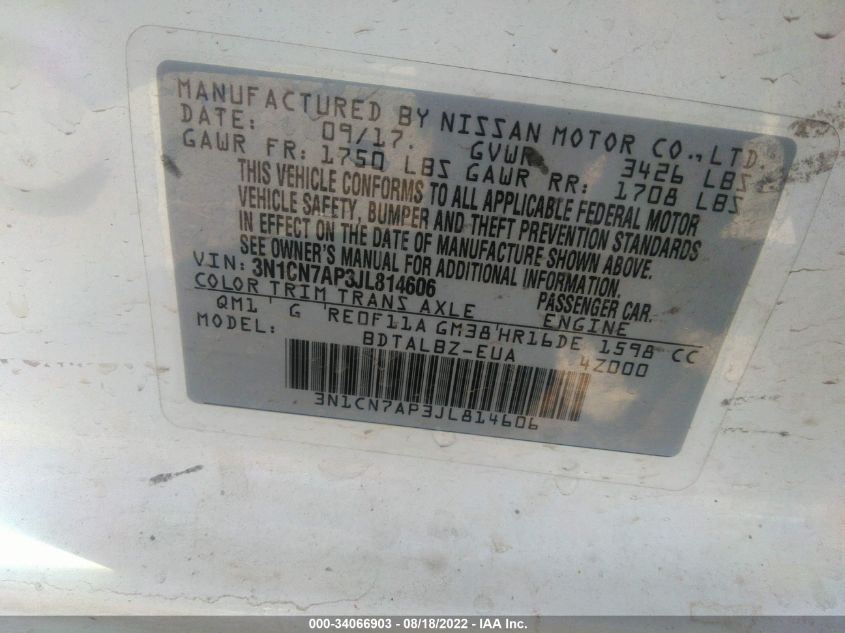 MANUFACTURED BY NISSAN MOTOR CO., LTD.
DATE: 09/17. GVWR 3426 LBS
GAWR FR: 1750 LBS GAWR RR: 1708 LBS
THIS VEHICLE CONFORMS TO ALL APPLICABLE FEDERAL MOTOR
VEHICLE SAFETY, BUMPER AND THEFT PREVENTION STANDARDS
IN EFFECT ON THE DATE OF MANUFACTURE SHOWN ABOVE.
SEE OWNER'S MANUAL FOR ADDITIONAL INFORMATION.
VIN: 3N1CN7AP3JL814606 PASSENGER CAR.
COLOR TRIM TRANS AXLE ENGINE
QM1 ' G 'RE0F11A GM38'HR16DE 1598 CC
MODEL: BDTALBZ-EUA 4Z000
3N1CN7AP3JL814606
000-34066903 - 08/18/2022 - IAA Inc.